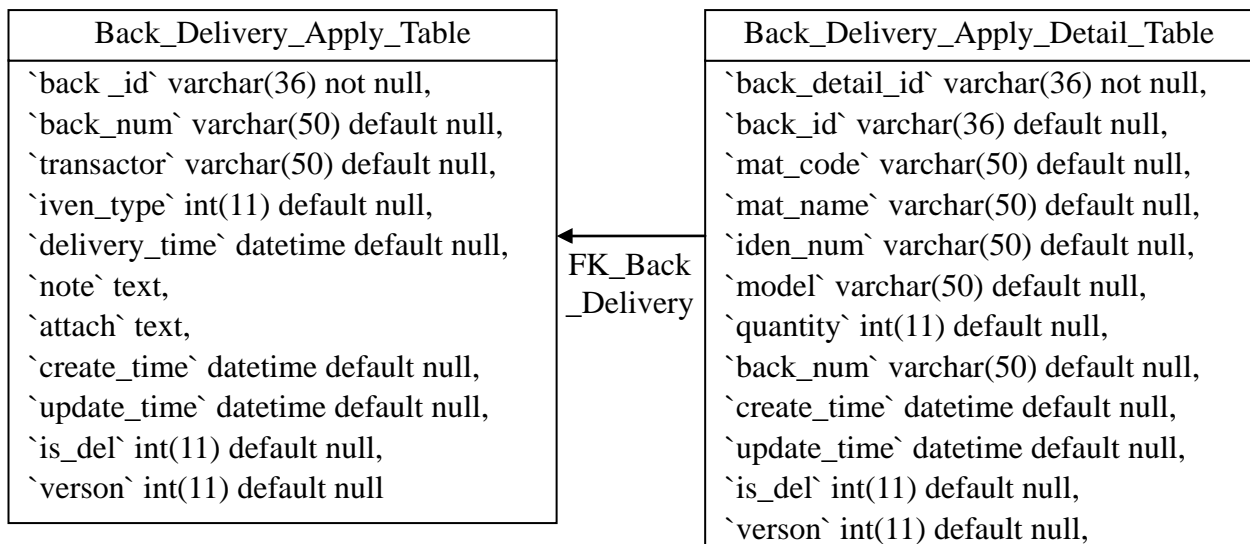 Back_Delivery_Apply_Table
`back _id` varchar(36) not null,
`back_num` varchar(50) default null,
`transactor` varchar(50) default null,
`iven_type` int(11) default null,
`delivery_time` datetime default null,
`note` text,
`attach` text,
`create_time` datetime default null,
`update_time` datetime default null,
`is_del` int(11) default null,
`verson` int(11) default null
FK_Back
_Delivery
Back_Delivery_Apply_Detail_Table
`back_detail_id` varchar(36) not null,
`back_id` varchar(36) default null,
`mat_code` varchar(50) default null,
`mat_name` varchar(50) default null,
`iden_num` varchar(50) default null,
`model` varchar(50) default null,
`quantity` int(11) default null,
`back_num` varchar(50) default null,
`create_time` datetime default null,
`update_time` datetime default null,
`is_del` int(11) default null,
`verson` int(11) default null,